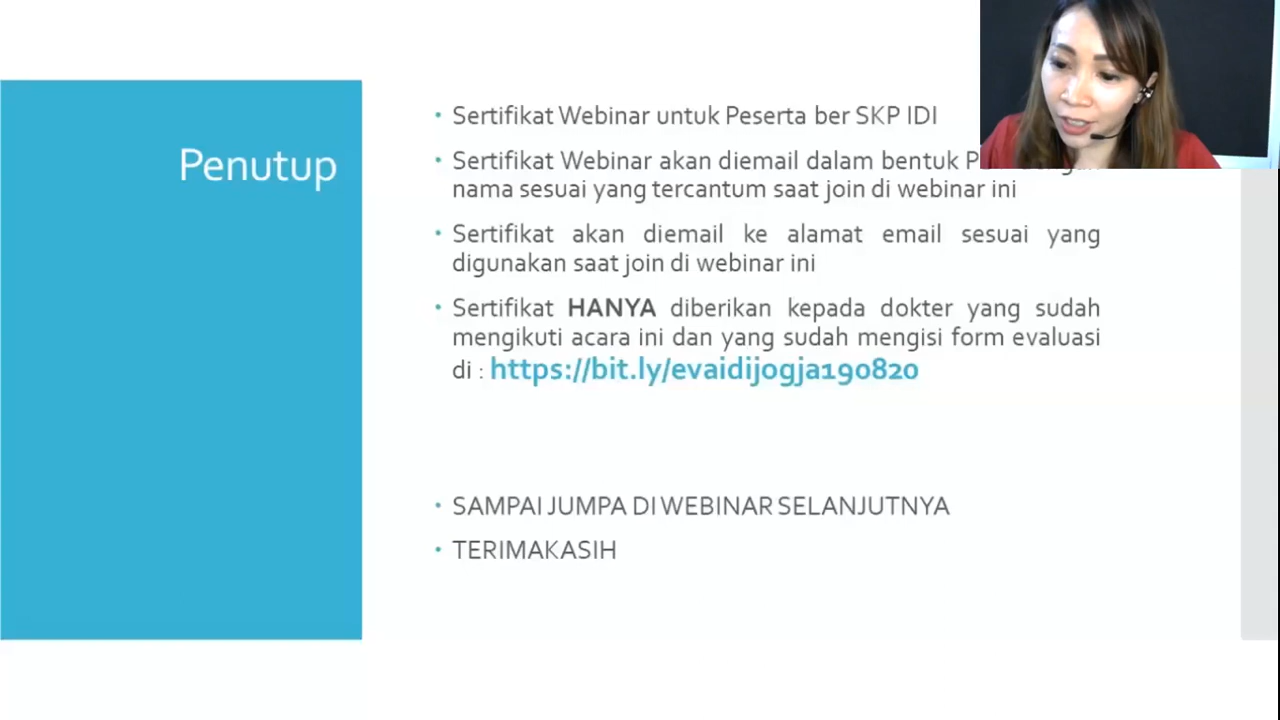 Penutup
Sertifikat Webinar untuk Peserta ber SKP IDI
Sertifikat Webinar akan diemail dalam bentuk
nama sesuai yang tercantum saat join di webinar ini
Sertifikat akan diemail ke alamat email sesuai yang
digunakan saat join di webinar ini
Sertifikat HANYA diberikan kepada dokter yang sudah
mengikuti acara ini dan yang sudah mengisi form evaluasi
di : https://bit.ly/evaidijogja190820
SAMPAI JUMPA DI WEBINAR SELANJUTNYA
TERIMAKASIH